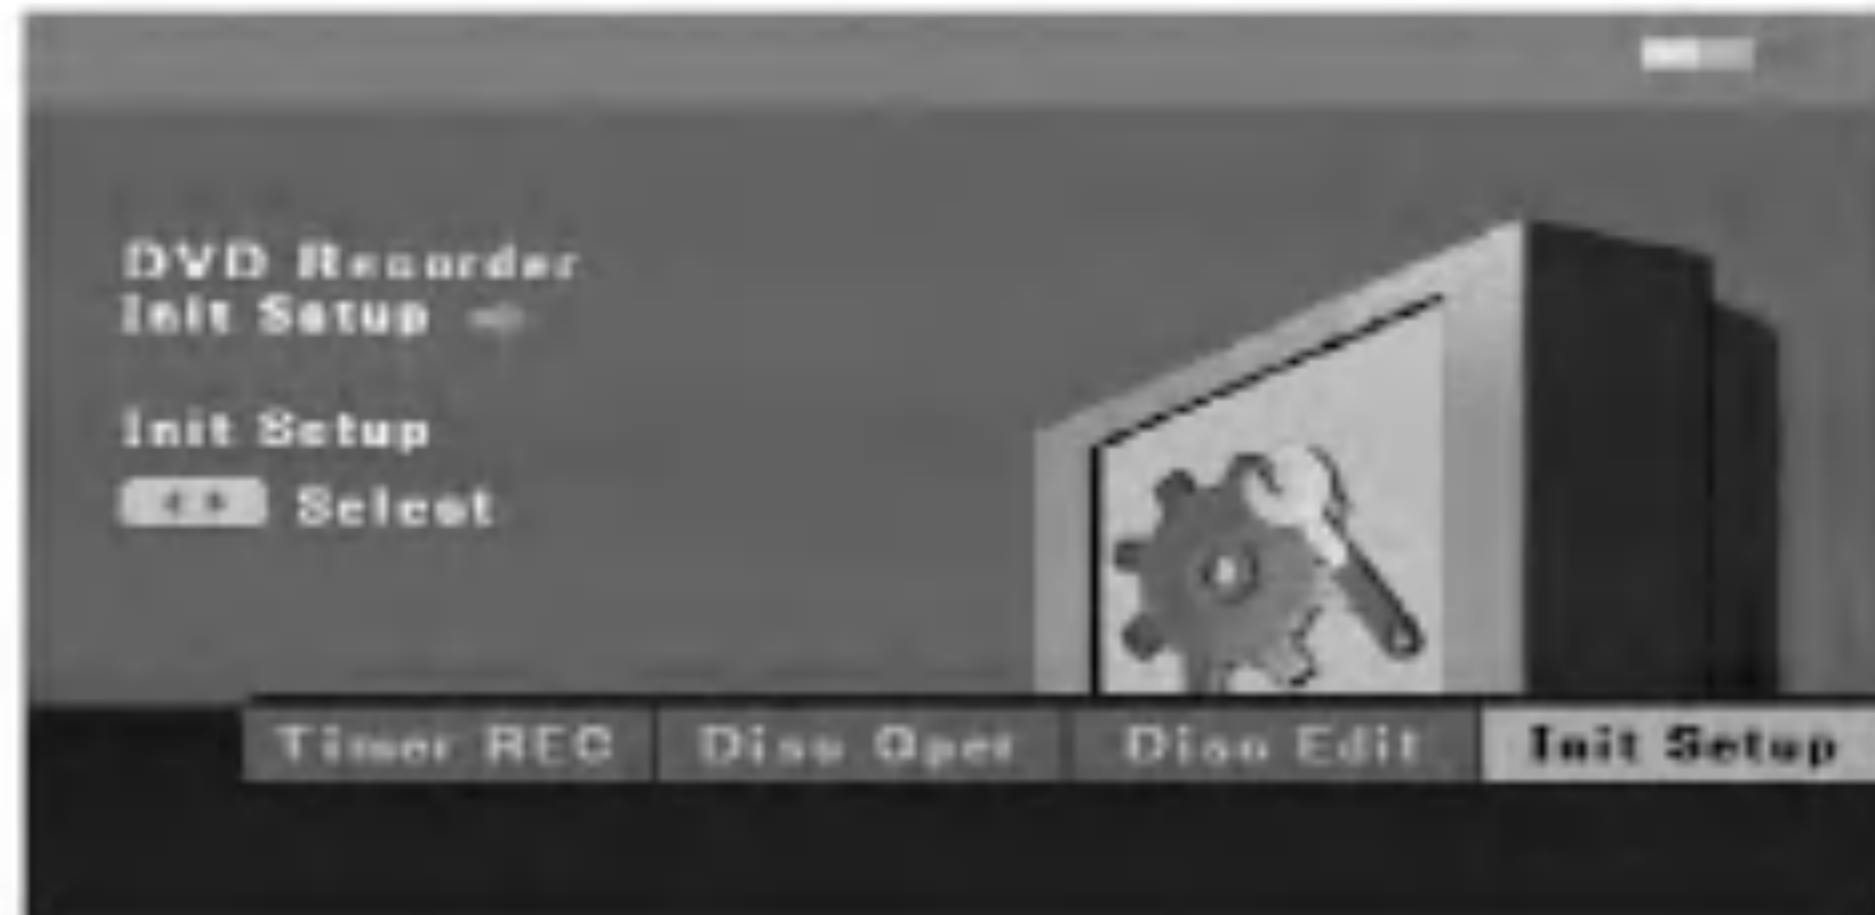 DVD Recorder
Init Setup
Init Setup
Select
Timer REC
Disc Oper
Disc Edit
Init Setup